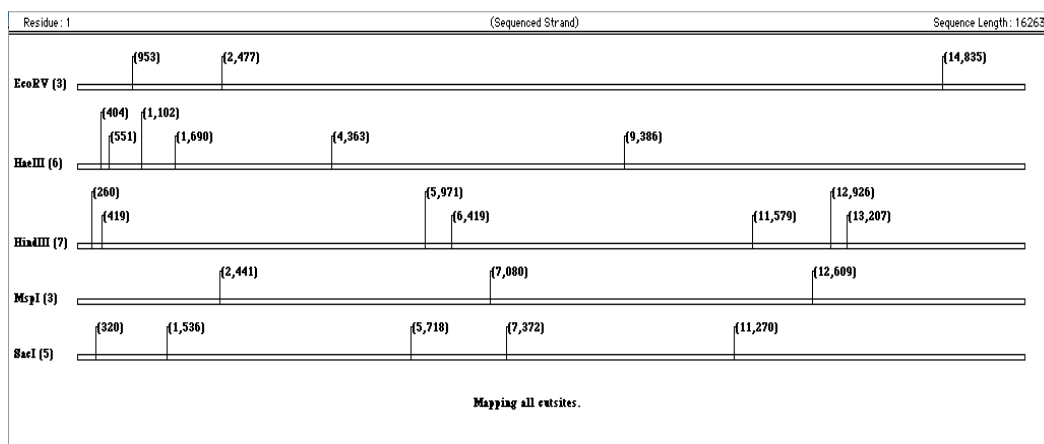 Residue: 1 (Sequenced Strand) Sequence Length: 16263
(953) (2,477) (14,835)
EcoRV (3)
(404) (1,102)
(551) (1,690) (4,363) (9,386)
HaeIII (6)
(260) (5,971) (12,926)
(419) (6,419) (11,579) (13,207)
HindIII (7)
(2,441) (7,080) (12,609)
MspI (3)
(320) (1,536) (5,718) (7,372) (11,270)
SacI (5)
Mapping all cutsites.